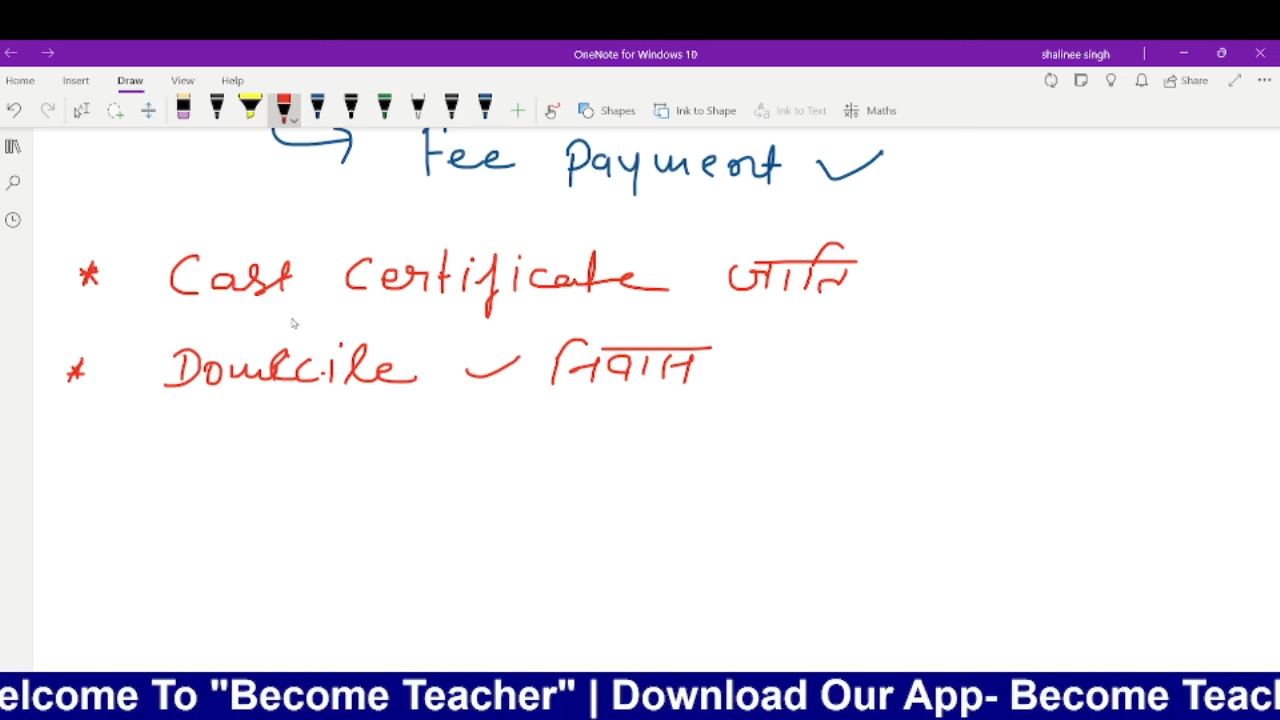 OneNote for Windows 10
shalinee singh
Home Insert Draw View Help
Share
Shapes Ink to Shape Ink to Text Maths
Fee Payment
* Cast Certificate जाति
* Domicile निवास
elcome To "Become Teacher" | Download Our App- Become Teacl